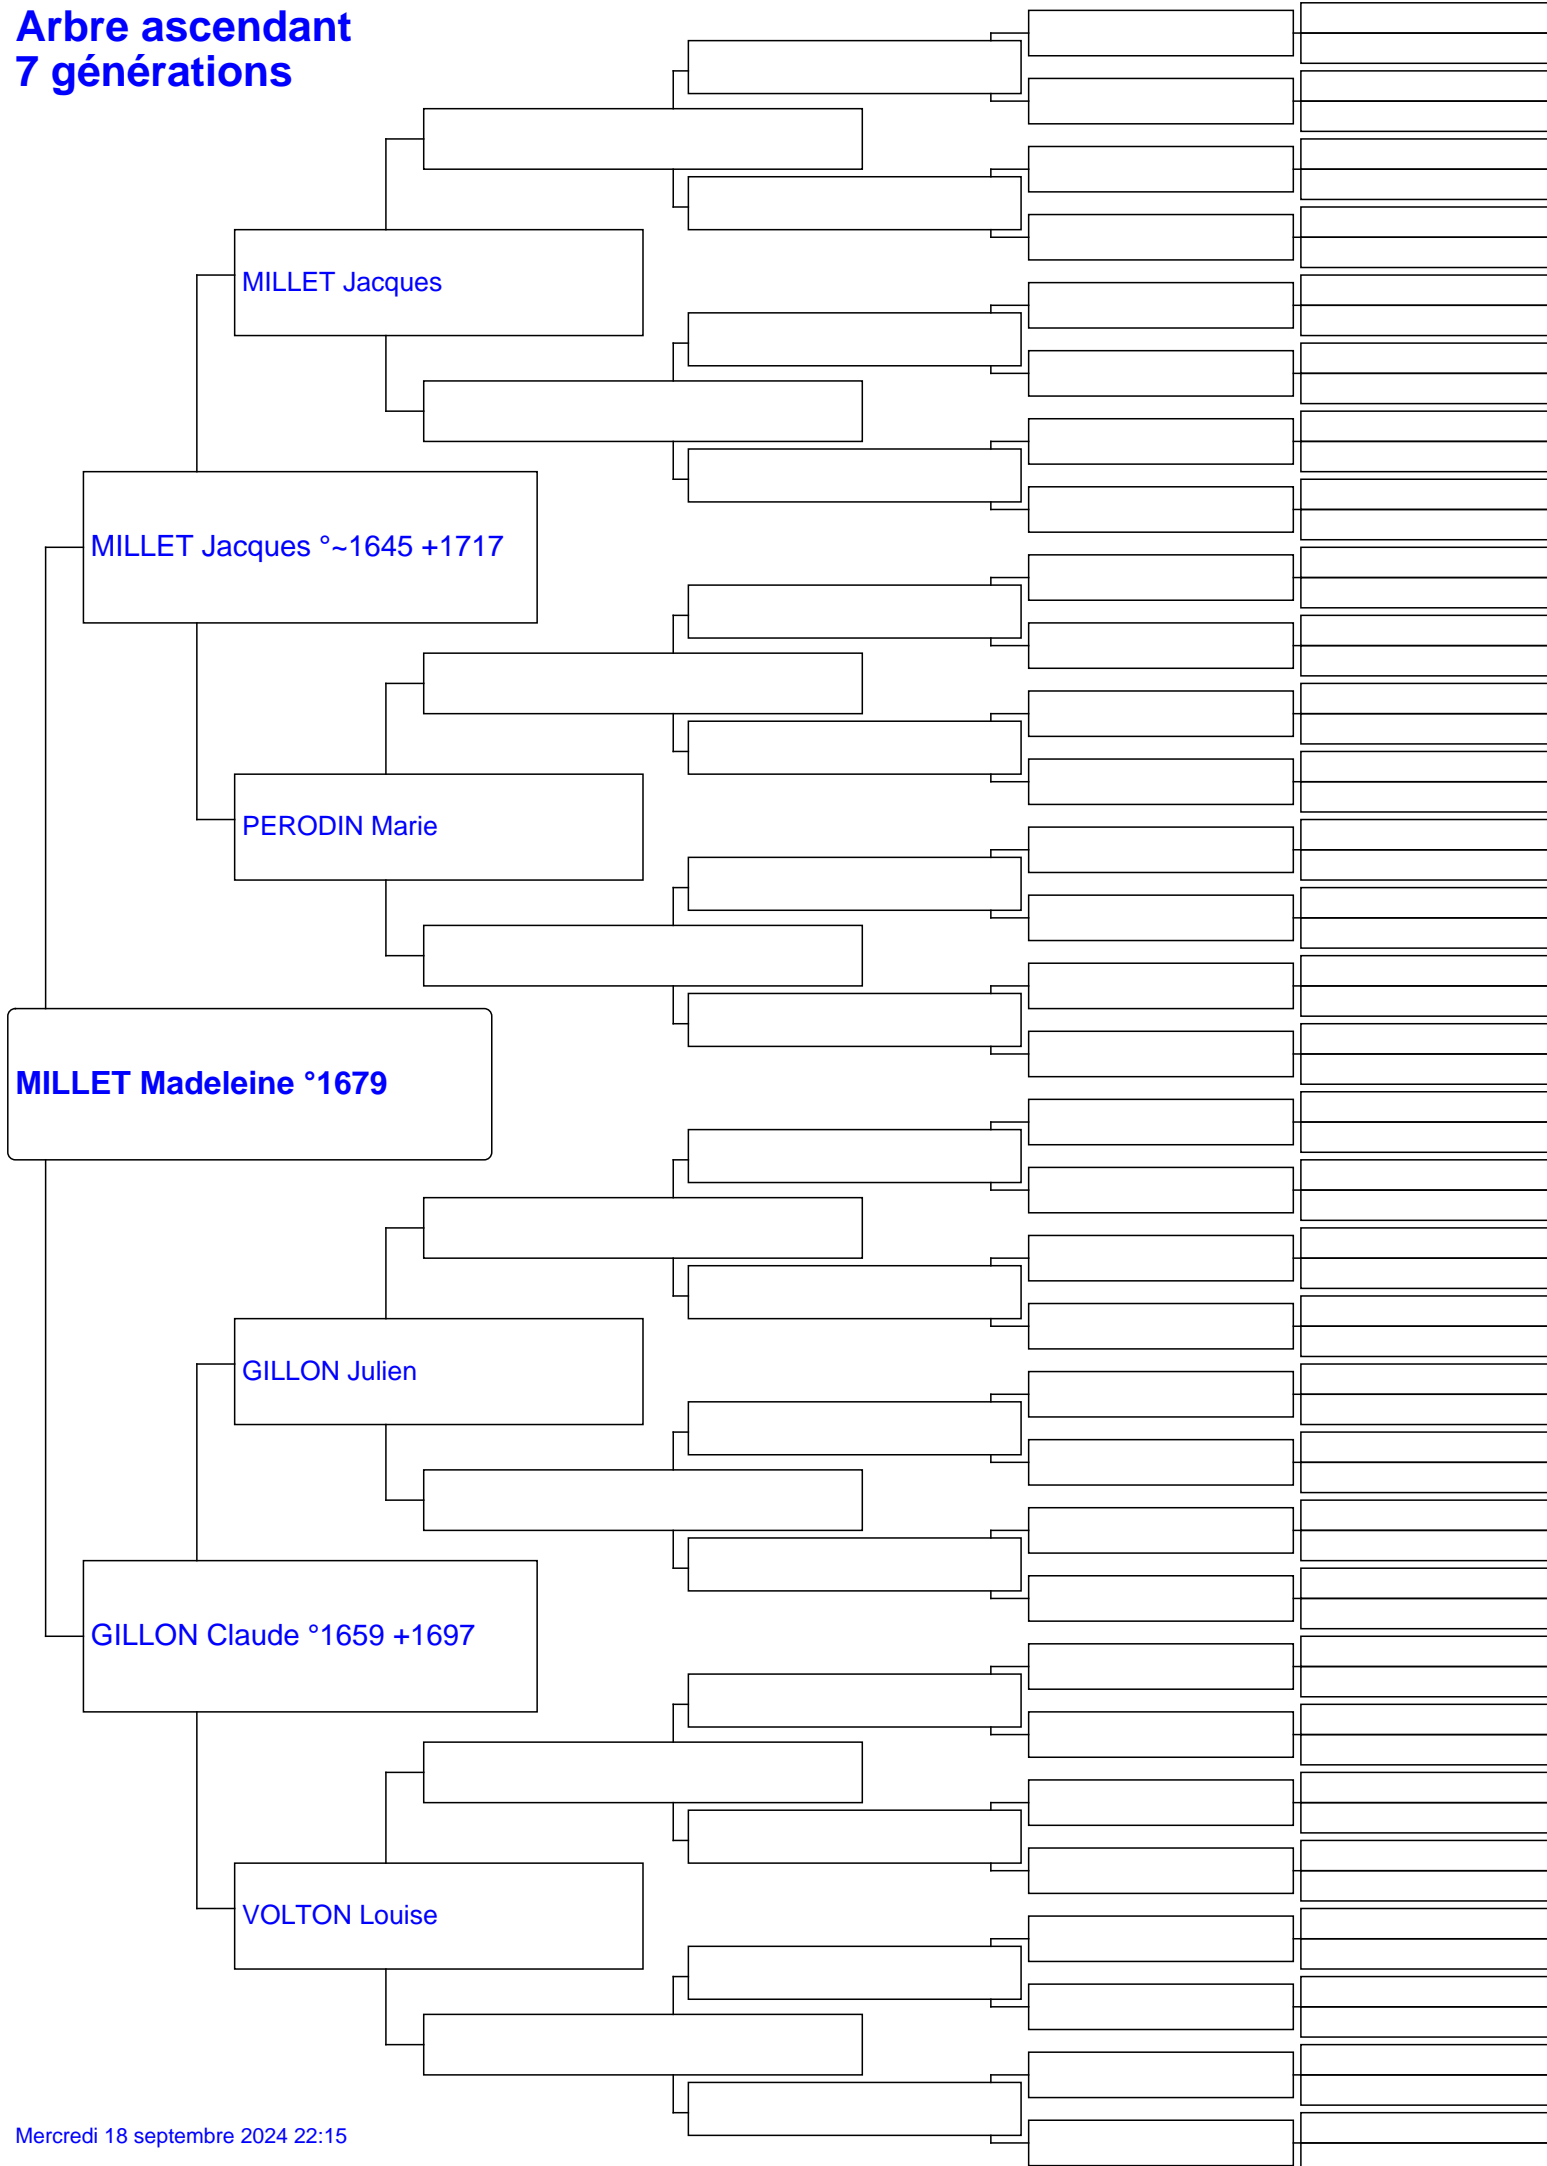 Arbre ascendant
7 générations
MILLET Jacques
MILLET Jacques °~1645 +1717
PERODIN Marie
MILLET Madeleine °1679
GILLON Julien
GILLON Claude °1659 +1697
VOLTON Louise
Mercredi 18 septembre 2024 22:15